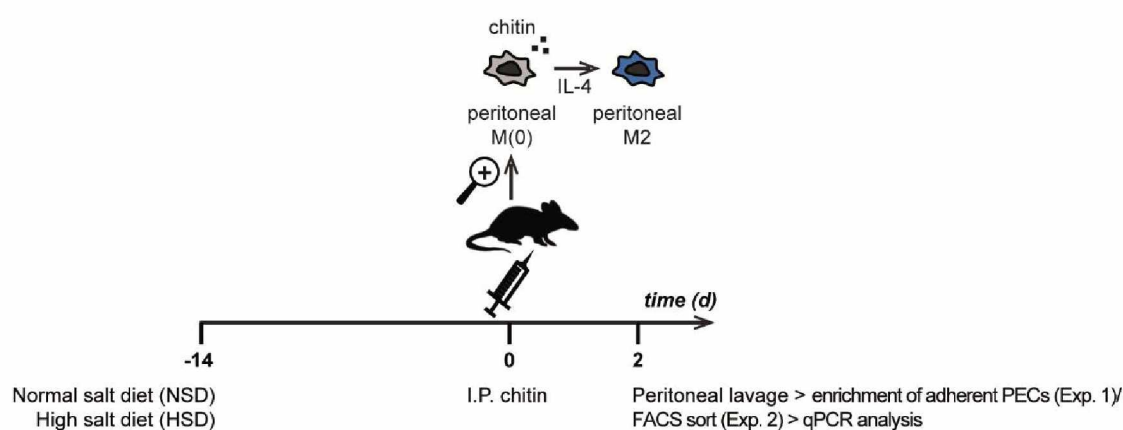 chitin
IL-4
peritoneal M(0)
peritoneal M2
time (d)
-14
0
2
Normal salt diet (NSD)
High salt diet (HSD)
I.P. chitin
Peritoneal lavage > enrichment of adherent PECs (Exp. 1)/
FACS sort (Exp. 2) > qPCR analysis